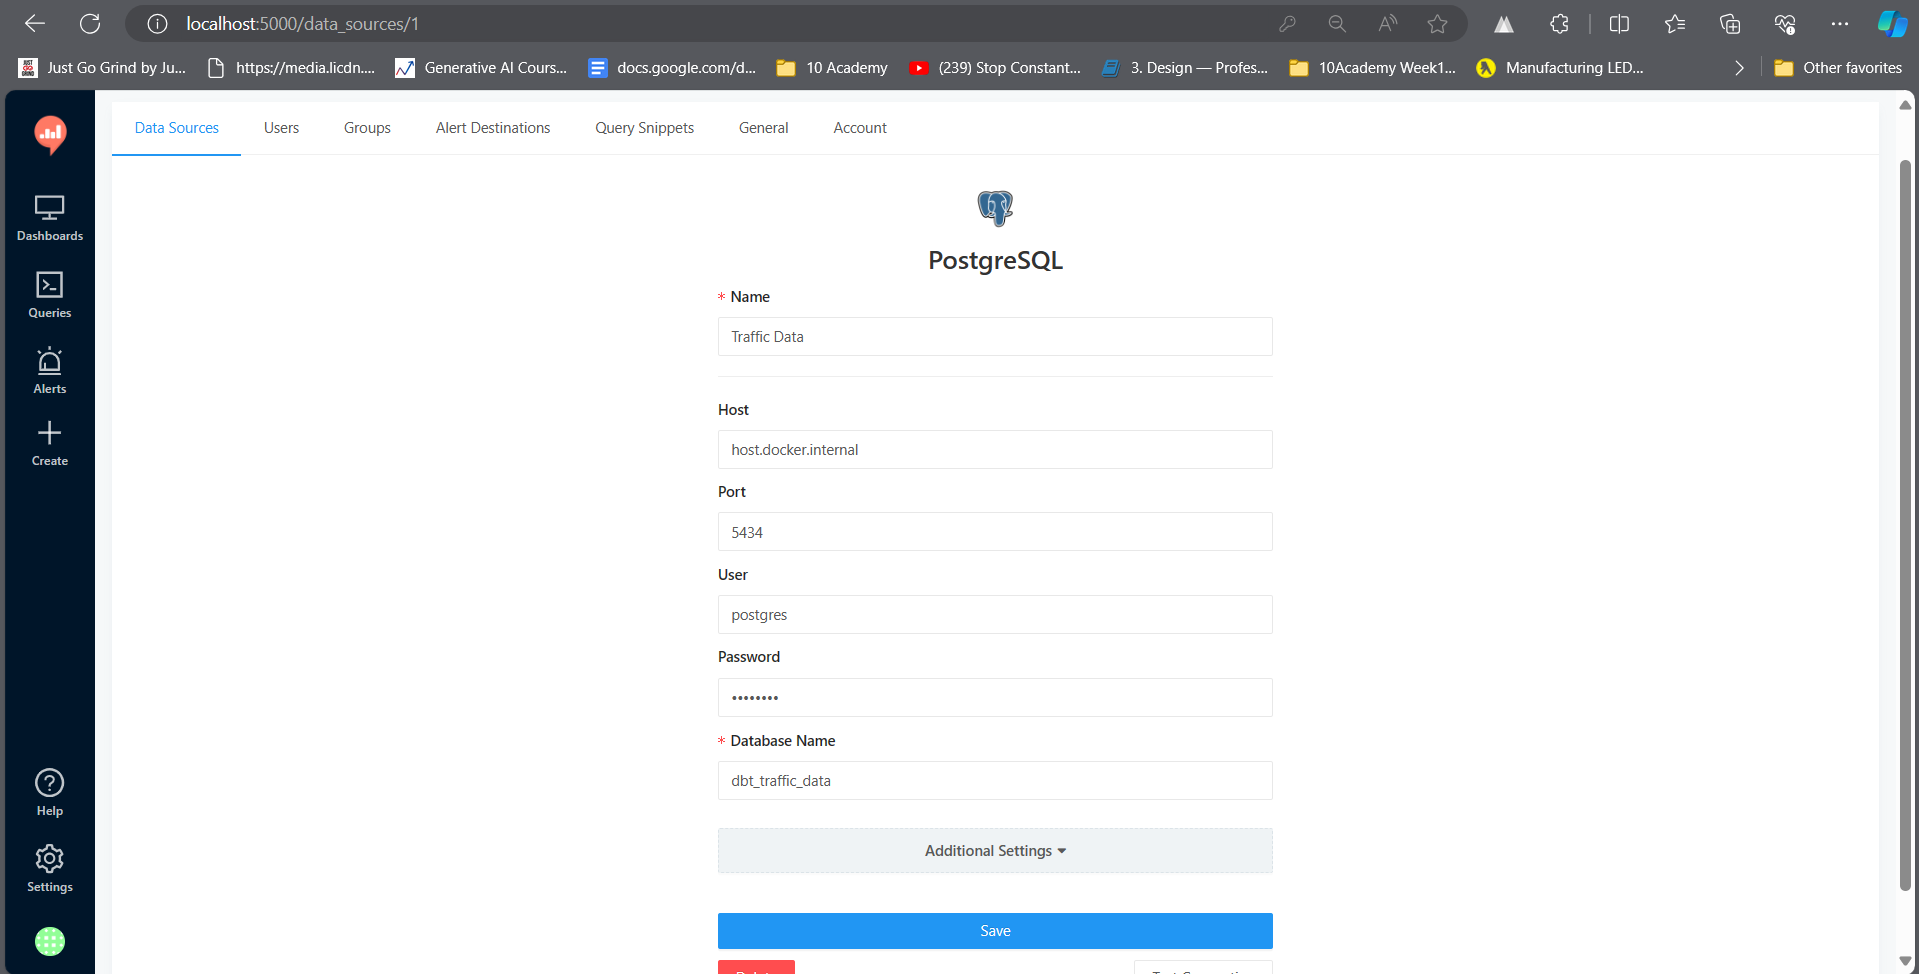 localhost:5000/data_sources/1
Just Go Grind by Ju...
https://media.licdn....
Generative AI Cours...
docs.google.com/d...
10 Academy
(239) Stop Constant...
3. Design — Profes...
10Academy Week1...
Manufacturing LED...
Other favorites
Data Sources Users Groups Alert Destinations Query Snippets General Account
Dashboards
Queries
Alerts
Create
Help
Settings
PostgreSQL
* Name
Traffic Data
Host
host.docker.internal
Port
5434
User
postgres
Password
••••••••
* Database Name
dbt_traffic_data
Additional Settings
Save